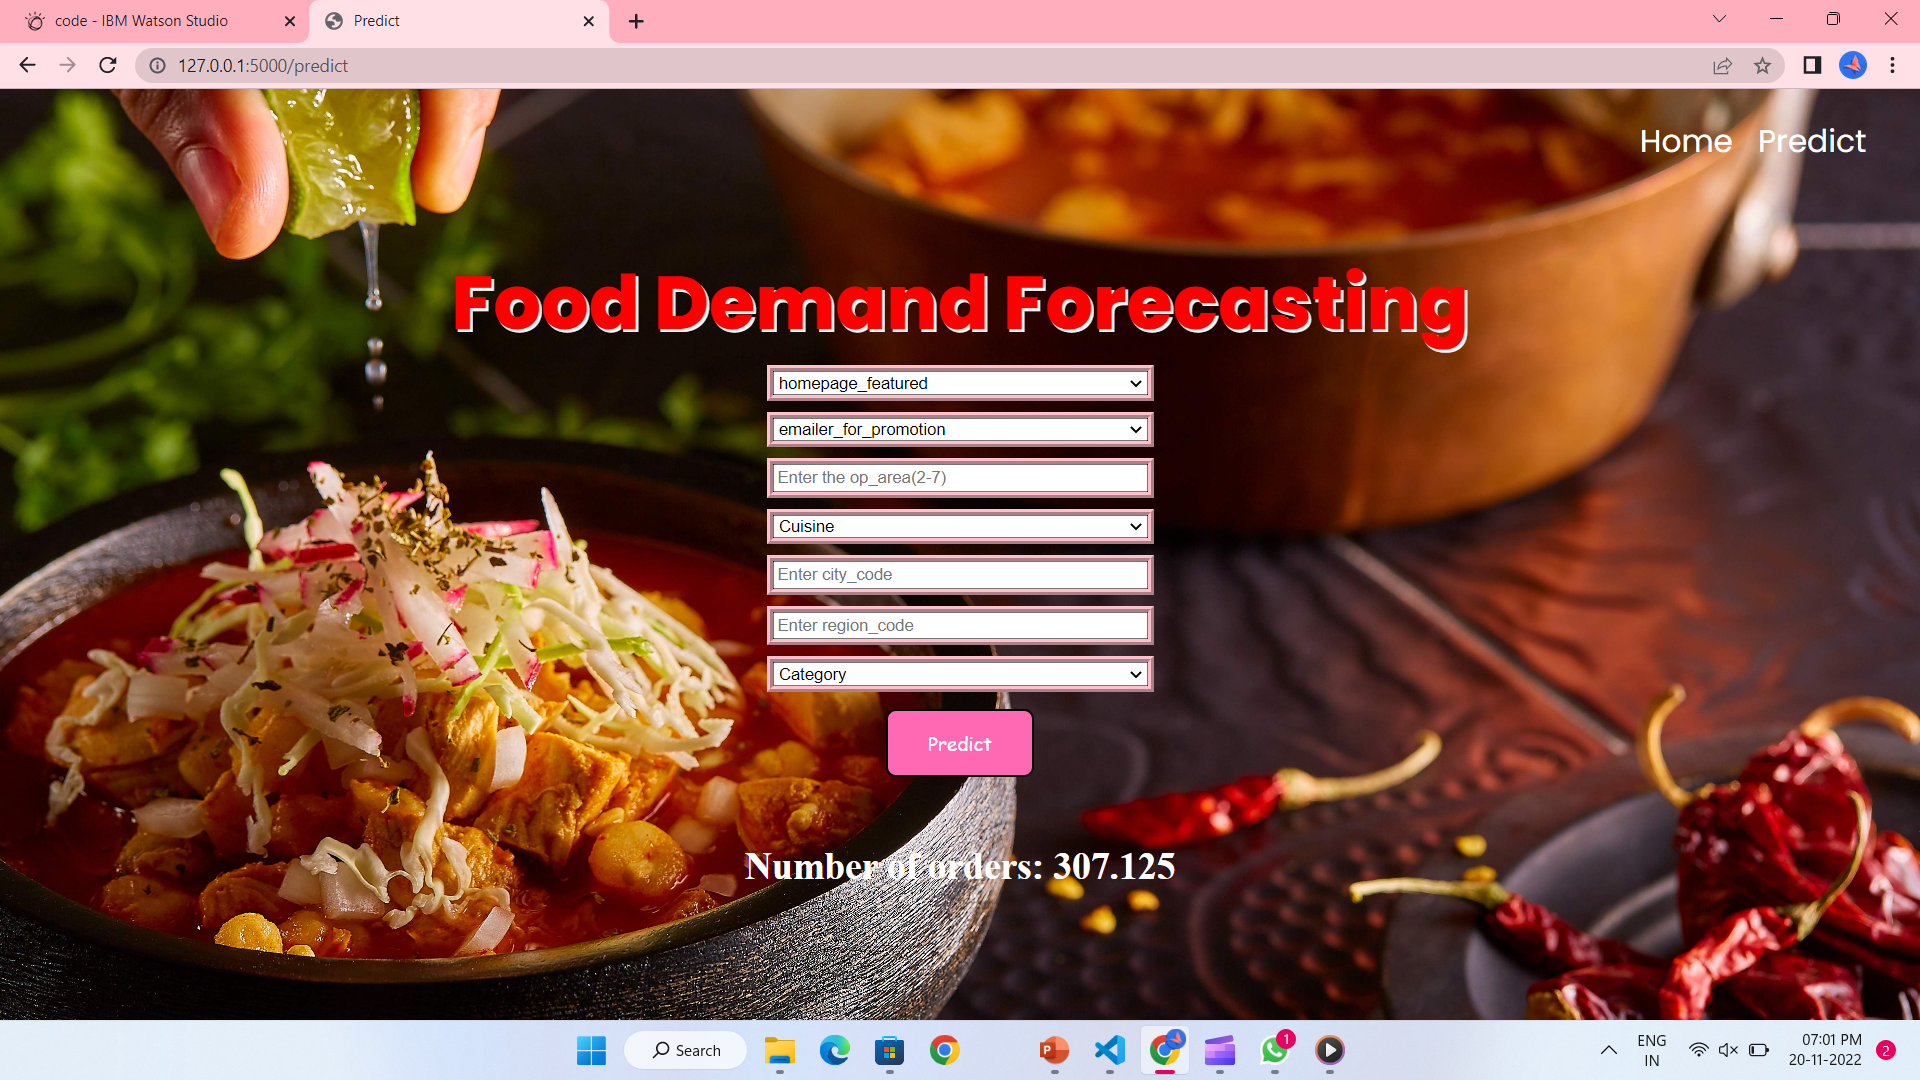 code - IBM Watson Studio
Predict
127.0.0.1:5000/predict
Home Predict
Food Demand Forecasting
homepage_featured
emailer_for_promotion
Enter the op_area(2-7)
Cuisine
Enter city_code
Enter region_code
Category
Predict
Number of orders: 307.125
Search
P
1
ENG
IN
07:01 PM
20-11-2022
2